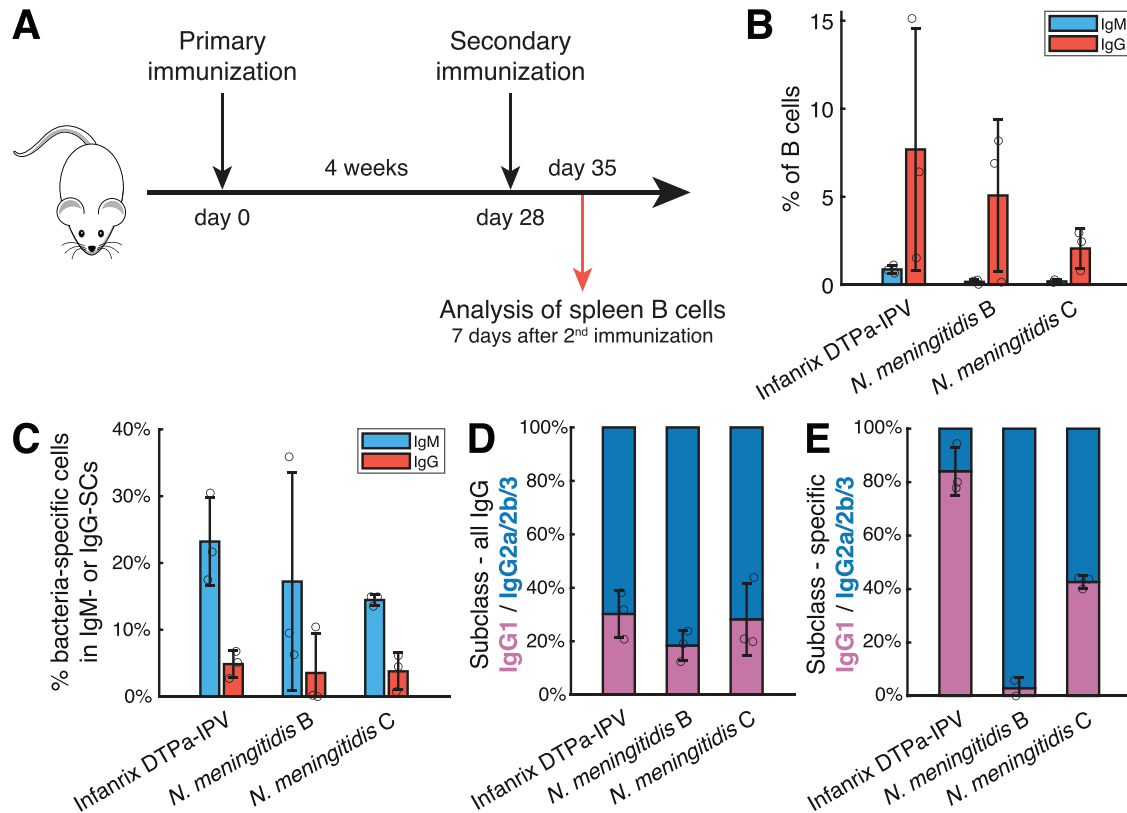 A
Primary
immunization
Secondary
immunization
4 weeks
day 35
day 0
day 28
Analysis of spleen B cells
7 days after 2nd immunization
B
IgM
IgG
% of B cells
15
10
5
0
Infanrix DTPa-IPV
N. meningitidis B
N. meningitidis C
C
IgM
IgG
% bacteria-specific cells
in IgM- or IgG-SCs
40%
30%
20%
10%
0%
Infanrix DTPa-IPV
N. meningitidis B
N. meningitidis C
D
Subclass - all IgG
IgG1 / IgG2a/2b/3
100%
80%
60%
40%
20%
0%
Infanrix DTPa-IPV
N. meningitidis B
N. meningitidis C
E
Subclass - specific
IgG1 / IgG2a/2b/3
100%
80%
60%
40%
20%
0%
Infanrix DTPa-IPV
N. meningitidis B
N. meningitidis C